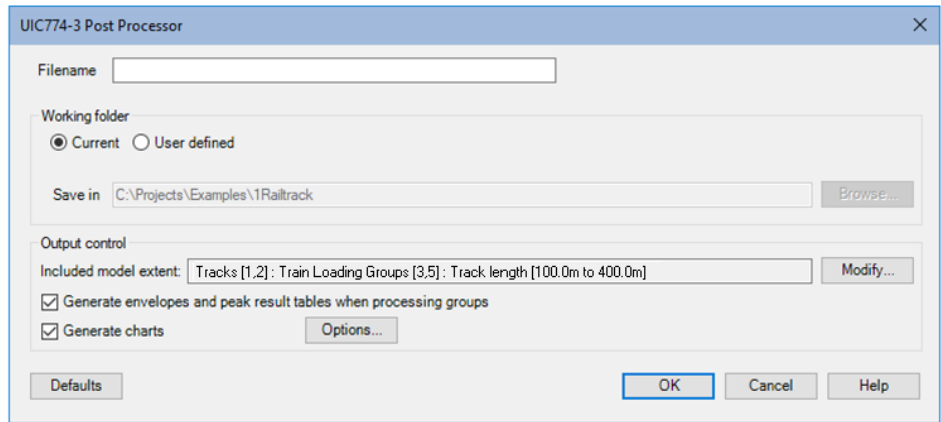 UIC774-3 Post Processor
Filename
Working folder
Current User defined
Save in C:\Projects\Examples\1Railtrack Browse...
Output control
Included model extent: Tracks [1,2] : Train Loading Groups [3,5] : Track length [100.0m to 400.0m] Modify...
Generate envelopes and peak result tables when processing groups
Generate charts Options...
Defaults OK Cancel Help